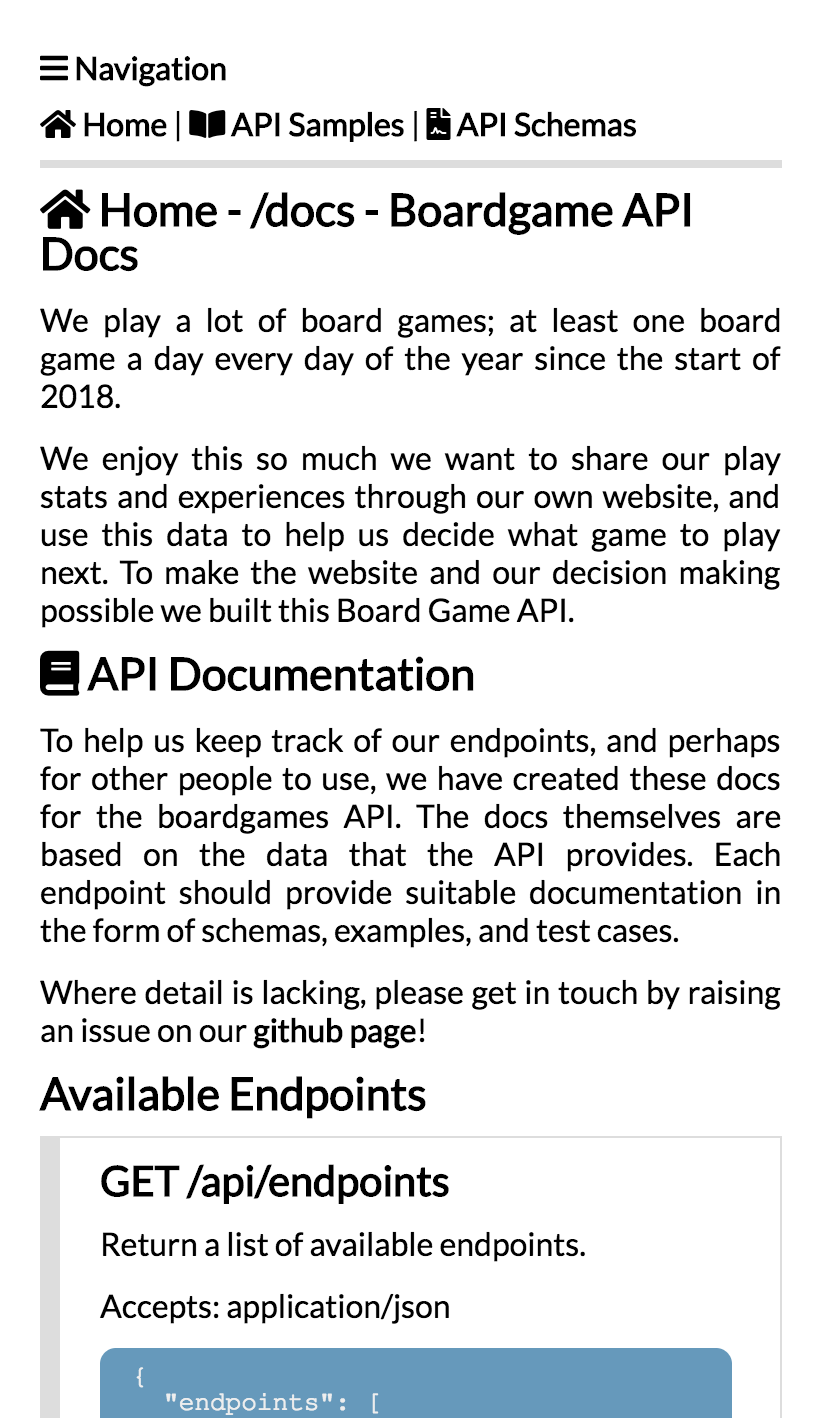 Navigation
Home | API Samples | API Schemas
Home - /docs - Boardgame API
Docs
We play a lot of board games; at least one board
game a day every day of the year since the start of
2018.
We enjoy this so much we want to share our play
stats and experiences through our own website, and
use this data to help us decide what game to play
next. To make the website and our decision making
possible we built this Board Game API.
API Documentation
To help us keep track of our endpoints, and perhaps
for other people to use, we have created these docs
for the boardgames API. The docs themselves are
based on the data that the API provides. Each
endpoint should provide suitable documentation in
the form of schemas, examples, and test cases.
Where detail is lacking, please get in touch by raising
an issue on our github page!
Available Endpoints
GET /api/endpoints
Return a list of available endpoints.
Accepts: application/json
{
"endpoints": [